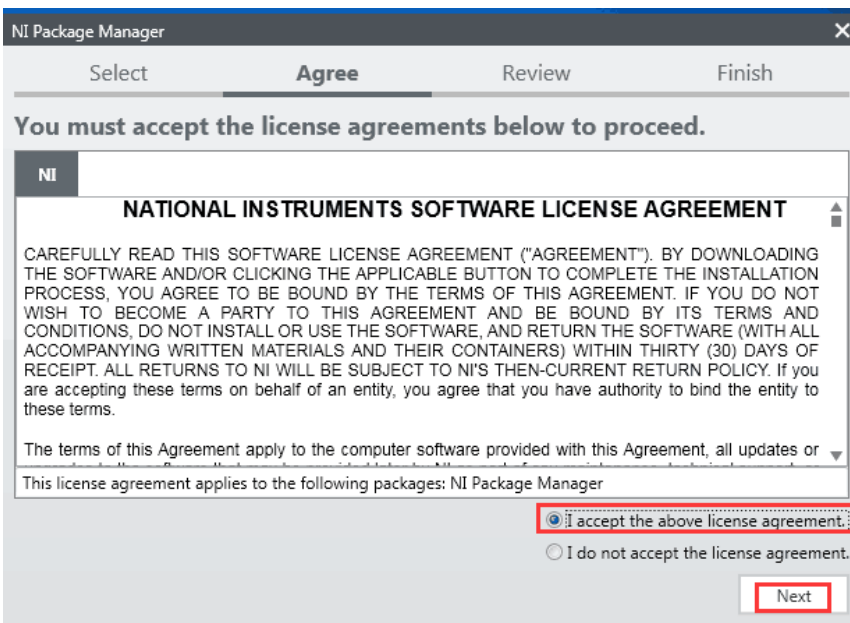 NI Package Manager
Select Agree Review Finish
You must accept the license agreements below to proceed.
NI
NATIONAL INSTRUMENTS SOFTWARE LICENSE AGREEMENT
CAREFULLY READ THIS SOFTWARE LICENSE AGREEMENT ("AGREEMENT"). BY DOWNLOADING
THE SOFTWARE AND/OR CLICKING THE APPLICABLE BUTTON TO COMPLETE THE INSTALLATION
PROCESS, YOU AGREE TO BE BOUND BY THE TERMS OF THIS AGREEMENT. IF YOU DO NOT
WISH TO BECOME A PARTY TO THIS AGREEMENT AND BE BOUND BY ITS TERMS AND
CONDITIONS, DO NOT INSTALL OR USE THE SOFTWARE, AND RETURN THE SOFTWARE (WITH ALL
ACCOMPANYING WRITTEN MATERIALS AND THEIR CONTAINERS) WITHIN THIRTY (30) DAYS OF
RECEIPT. ALL RETURNS TO NI WILL BE SUBJECT TO NI'S THEN-CURRENT RETURN POLICY. If you
are accepting these terms on behalf of an entity, you agree that you have authority to bind the entity to
these terms.
The terms of this Agreement apply to the computer software provided with this Agreement, all updates or
This license agreement applies to the following packages: NI Package Manager
I accept the above license agreement.
I do not accept the license agreement.
Next